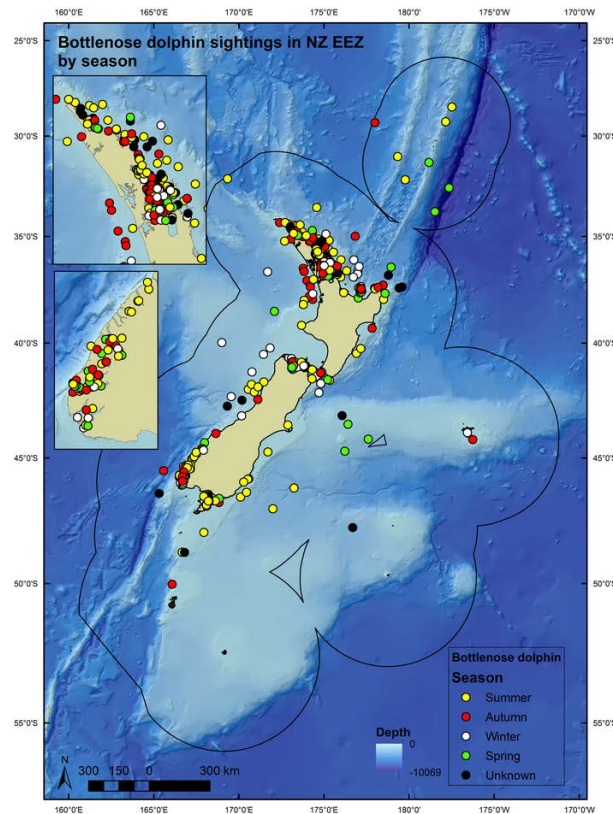 160°0'E 165°0'E 170°0'E 175°0'E 180°0' 175°0'W 170°0'W
Bottlenose dolphin sightings in NZ EEZ
by season
25°0'S
30°0'S
35°0'S
40°0'S
45°0'S
50°0'S
55°0'S
25°0'S
30°0'S
35°0'S
40°0'S
45°0'S
50°0'S
55°0'S
Bottlenose dolphin
Season
Summer
Autumn
Winter
Spring
Unknown
Depth
0
-10069
N
300 150 0 300 km
160°0'E 165°0'E 170°0'E 175°0'E 180°0' 175°0'W 170°0'W